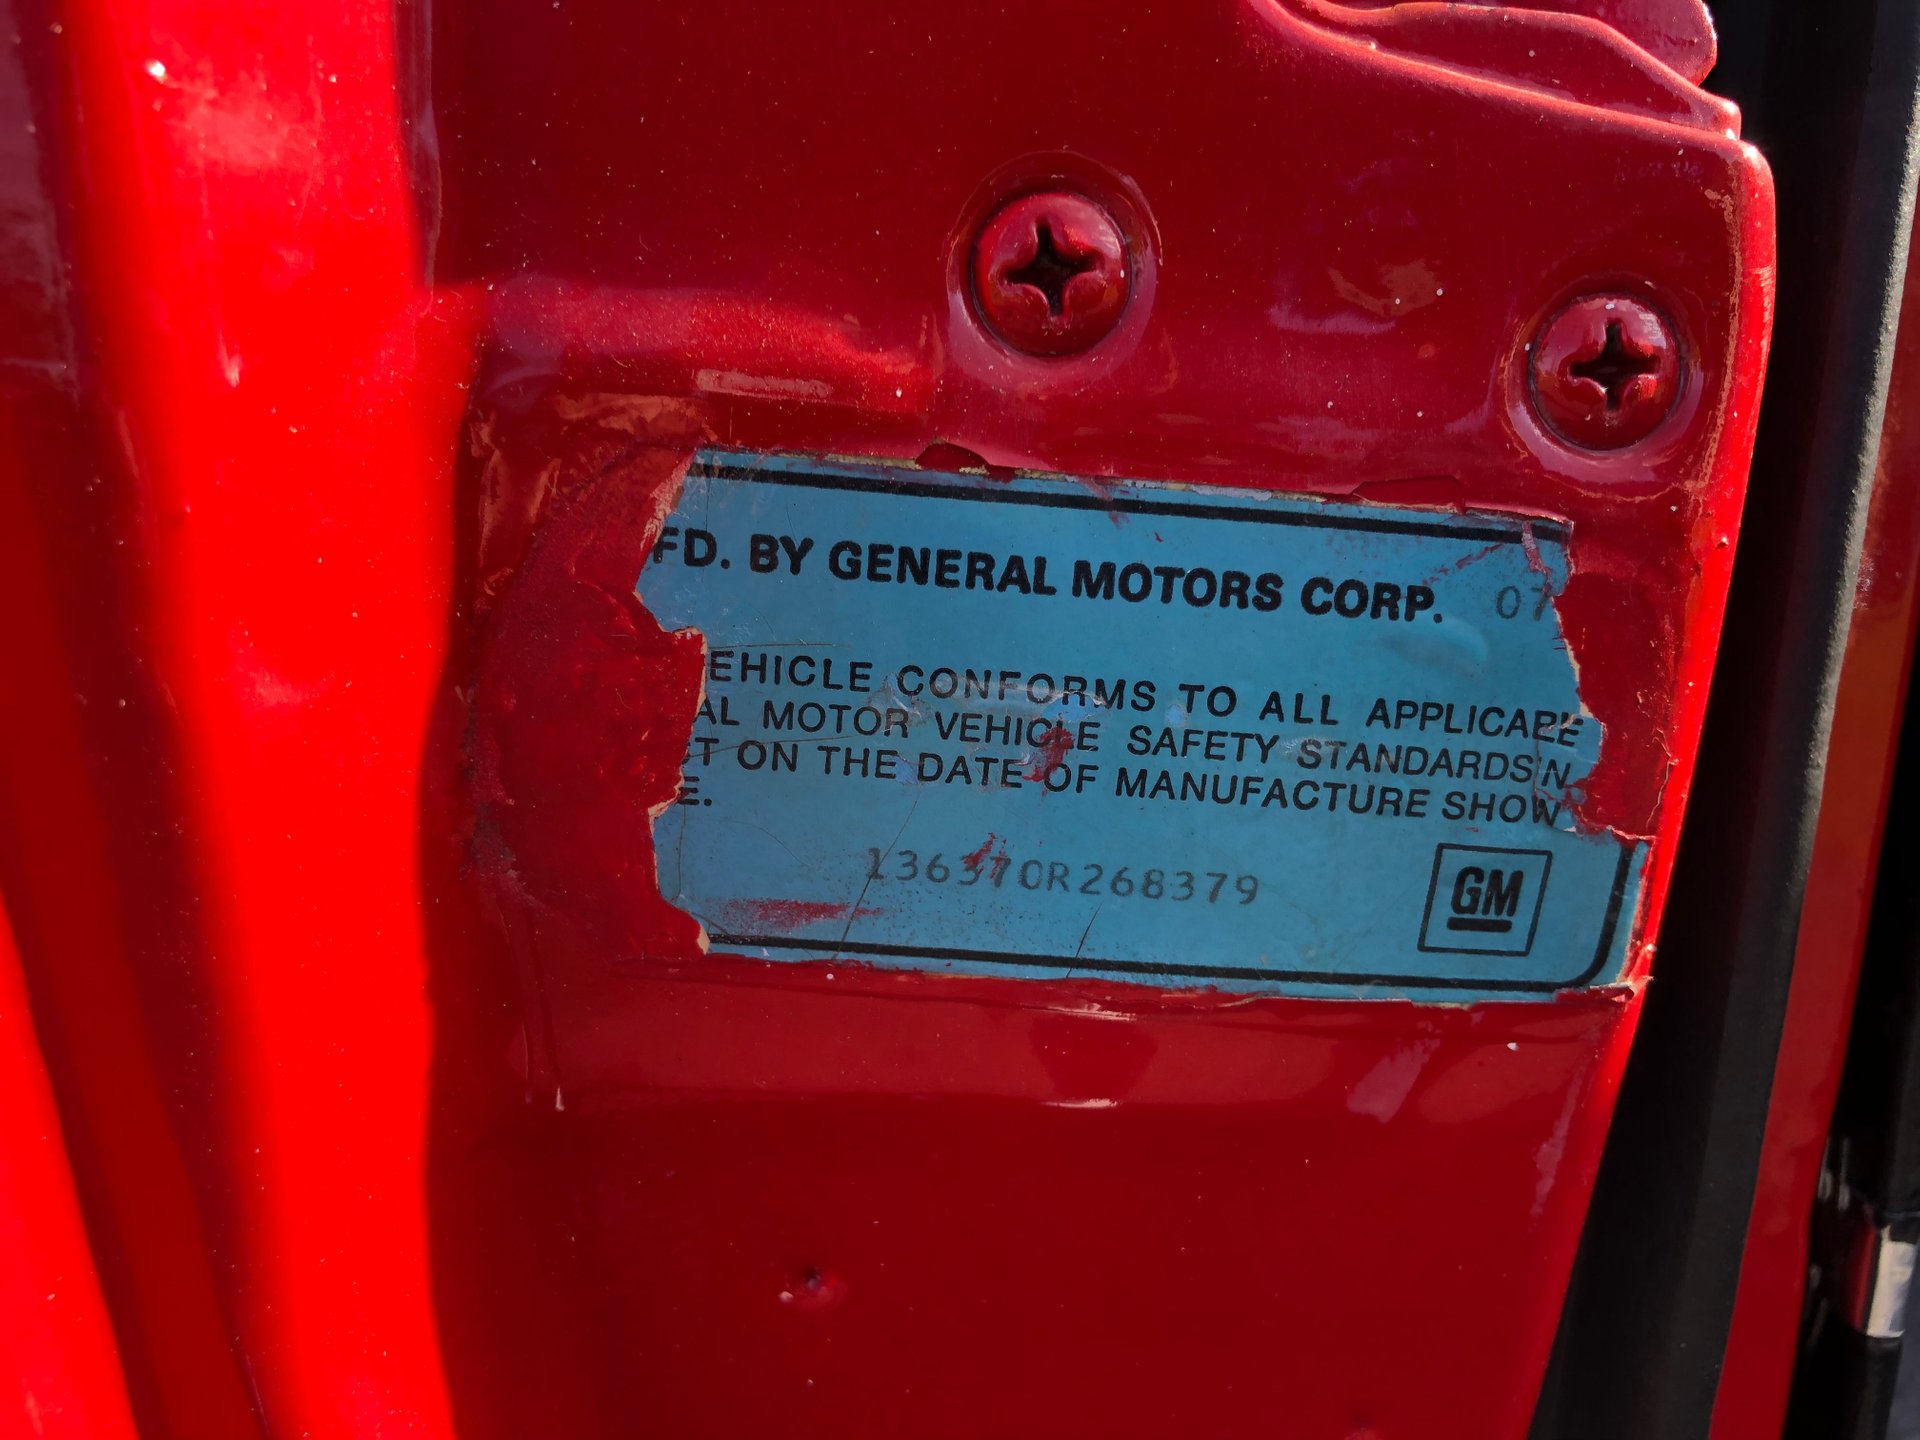 FD. BY GENERAL MOTORS CORP. 07
EHICLE CONFORMS TO ALL APPLICABE
AL MOTOR VEHICLE SAFETY STANDARDS N
T ON THE DATE OF MANUFACTURE SHOW
E.
136370R268379
GM